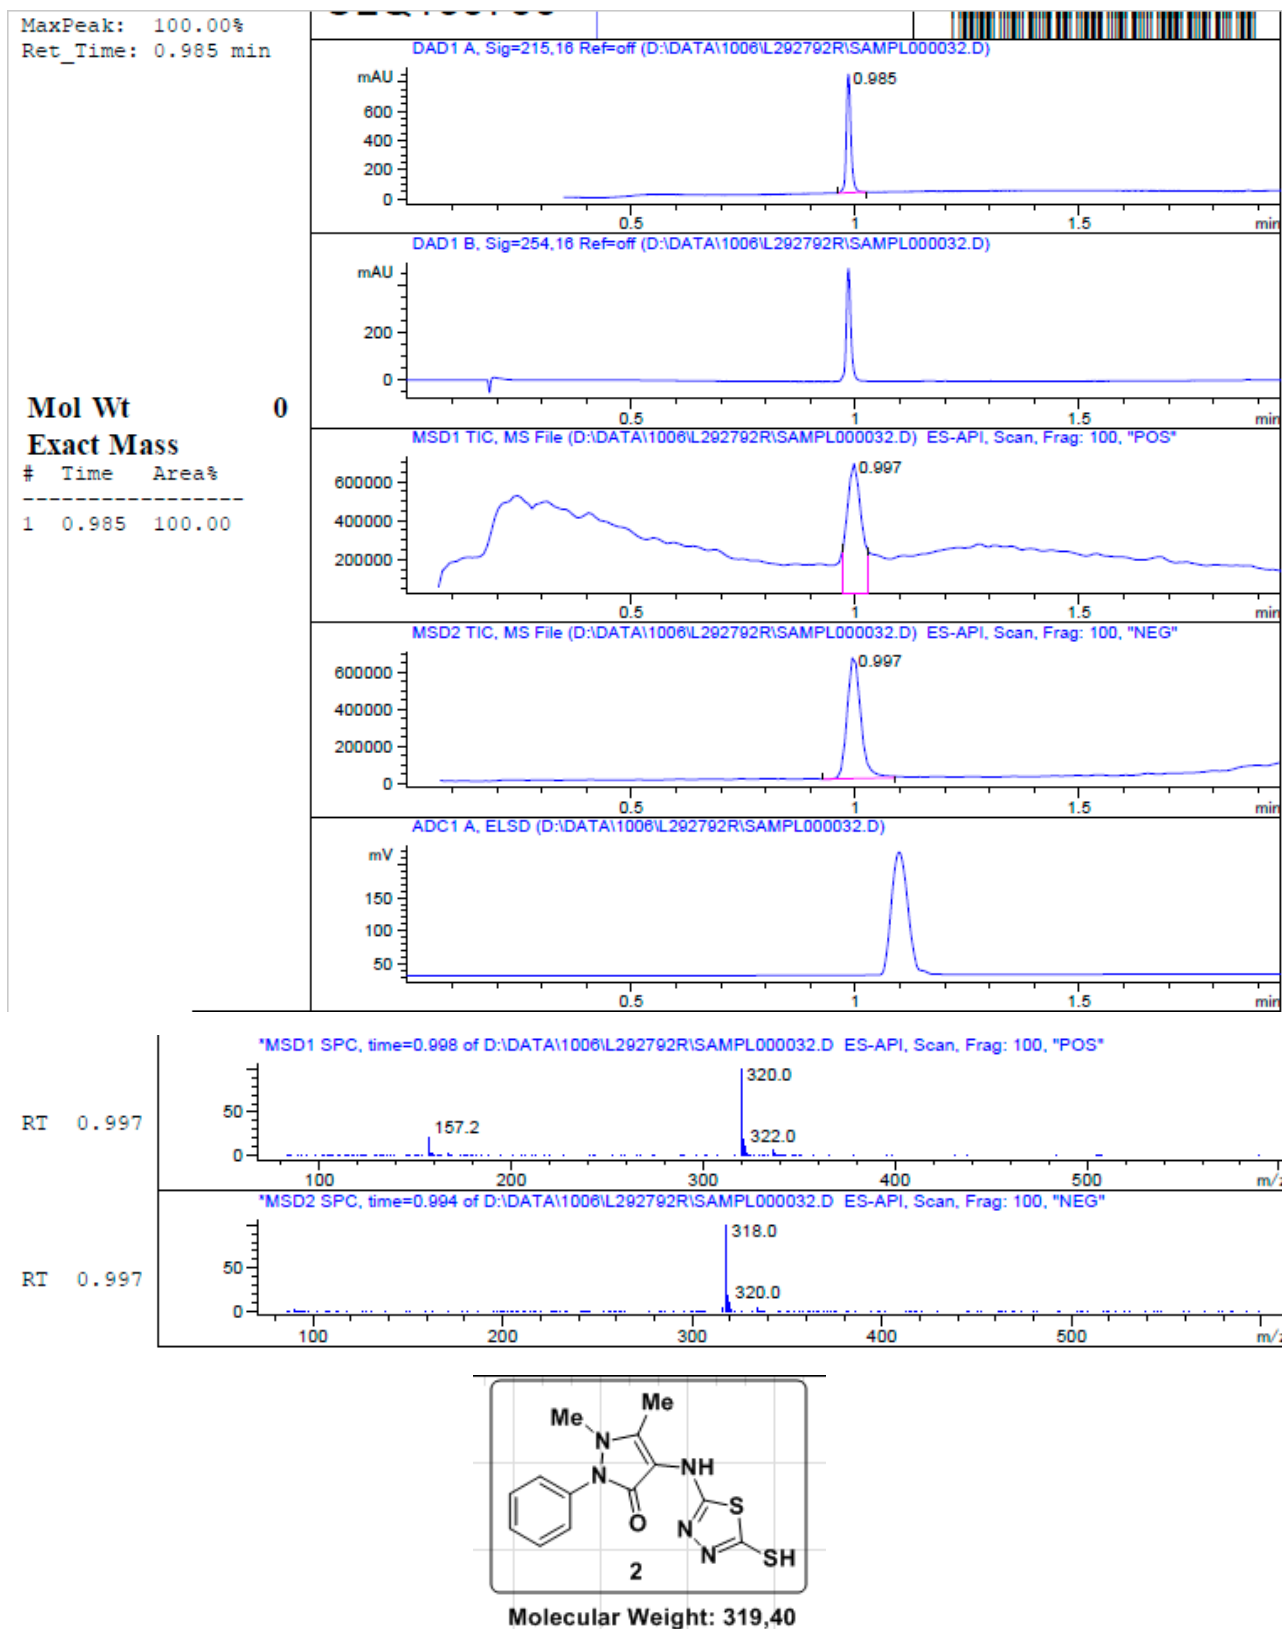 MaxPeak: 100.00%
Ret_Time: 0.985 min
DAD1 A, Sig=215,16 Ref=off (D:\DATA\1006\L292792R\SAMPL000032.D)
mAU
0.985
600
400
200
0
0.5 1 1.5 min
DAD1 B, Sig=254,16 Ref=off (D:\DATA\1006\L292792R\SAMPL000032.D)
mAU
200
0
0.5 1 1.5 min
Mol Wt 0
Exact Mass
# Time Area%
-----------------
1 0.985 100.00
MSD1 TIC, MS File (D:\DATA\1006\L292792R\SAMPL000032.D) ES-API, Scan, Frag: 100, "POS"
0.997
600000
400000
200000
0.5 1 1.5 min
MSD2 TIC, MS File (D:\DATA\1006\L292792R\SAMPL000032.D) ES-API, Scan, Frag: 100, "NEG"
0.997
600000
400000
200000
0
0.5 1 1.5 min
ADC1 A, ELSD (D:\DATA\1006\L292792R\SAMPL000032.D)
mV
150
100
50
0.5 1 1.5 min
*MSD1 SPC, time=0.998 of D:\DATA\1006\L292792R\SAMPL000032.D ES-API, Scan, Frag: 100, "POS"
RT 0.997
320.0
50
157.2
322.0
0
100 200 300 400 500 m/z
*MSD2 SPC, time=0.994 of D:\DATA\1006\L292792R\SAMPL000032.D ES-API, Scan, Frag: 100, "NEG"
RT 0.997
318.0
50
320.0
0
100 200 300 400 500 m/z
Me
Me
N
N
NH
O
S
N
N
SH
2
Molecular Weight: 319,40